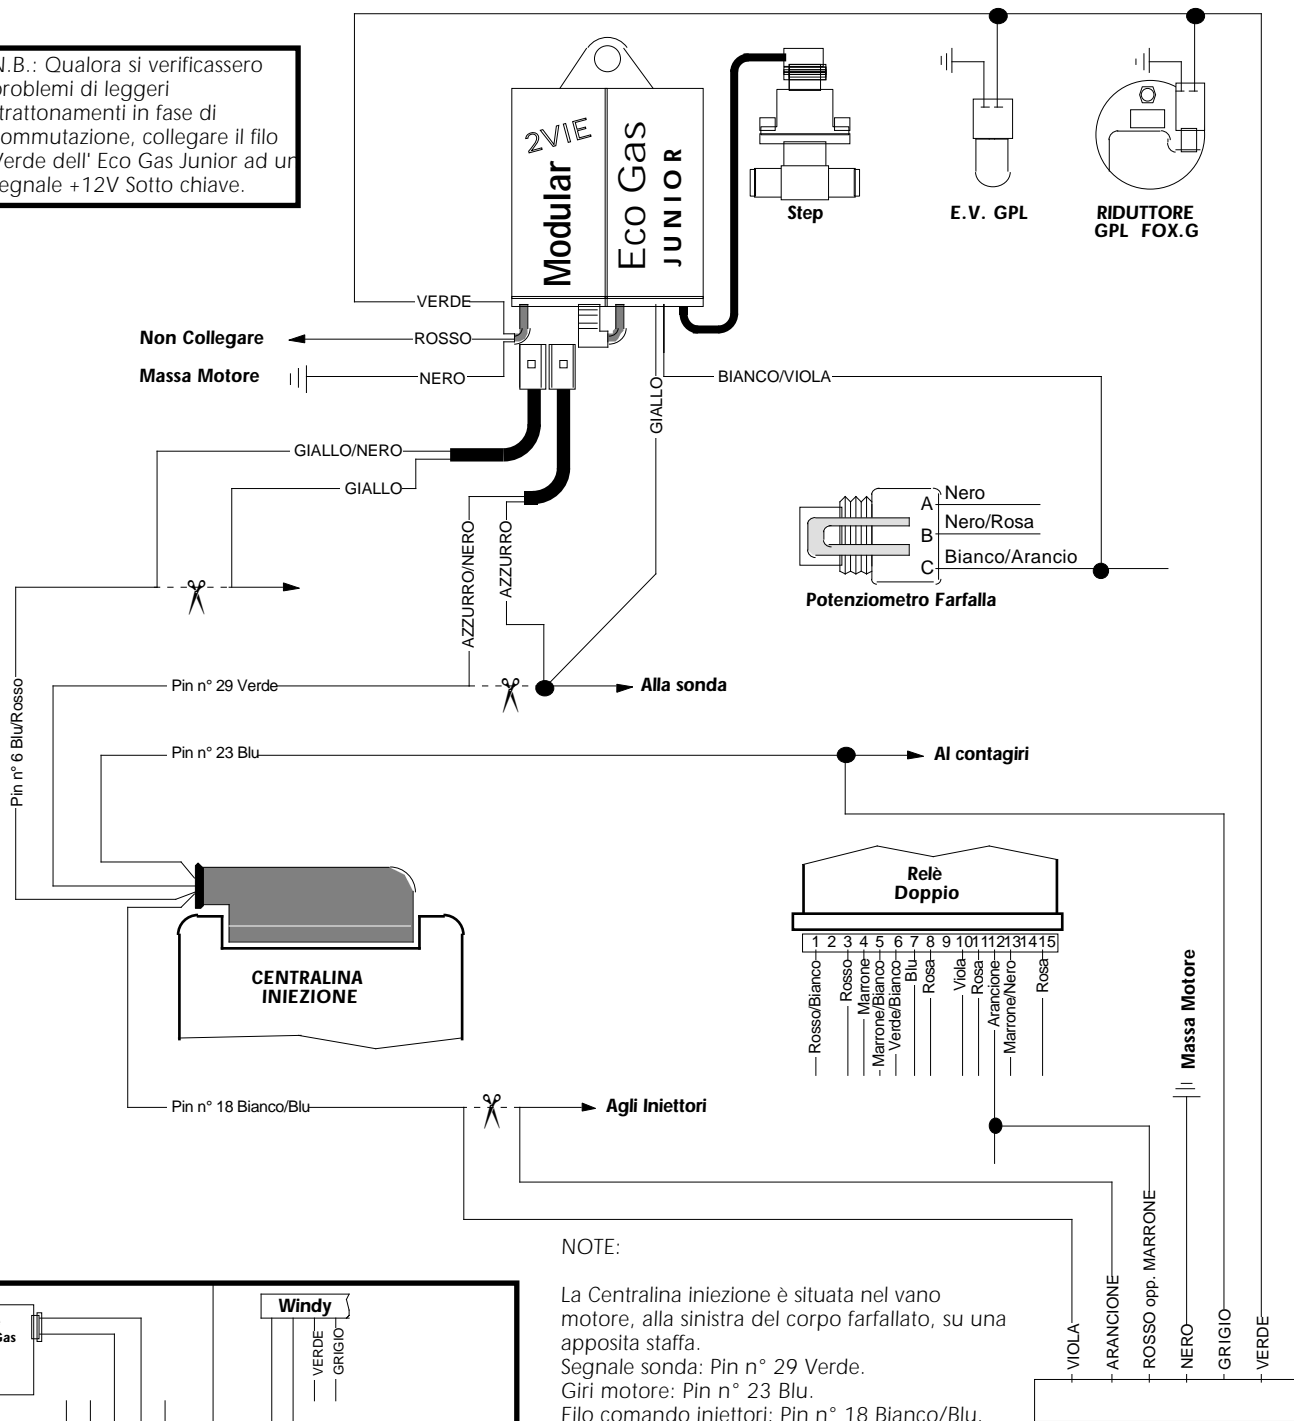 N.B.: Qualora si verificassero
problemi di leggeri
strattonamenti in fase di
commutazione, collegare il filo
Verde dell' Eco Gas Junior ad un
segnale +12V Sotto chiave.
2VIE
Modular
Eco Gas
JUNIOR
Step
E.V. GPL
RIDUTTORE
GPL FOX.G
VERDE
Non Collegare
ROSSO
Massa Motore
NERO
BIANCO/VIOLA
GIALLO
GIALLO/NERO
GIALLO
AZZURRO/NERO
AZZURRO
A
Nero
B
Nero/Rosa
C
Bianco/Arancio
Potenziometro Farfalla
Pin n° 6 Blu/Rosso
Pin n° 29 Verde
Alla sonda
Pin n° 23 Blu
Al contagiri
Relè
Doppio
1 2 3 4 5 6 7 8 9 10 11 12 13 14 15
Rosso/Bianco
Rosso
Marrone
Marrone/Bianco
Verde/Bianco
Blu
Rosa
Viola
Rosa
Arancione
Marrone/Nero
Rosa
CENTRALINA
INIEZIONE
Massa Motore
Pin n° 18 Bianco/Blu
Agli Iniettori
NOTE:
La Centralina iniezione è situata nel vano
motore, alla sinistra del corpo farfallato, su una
apposita staffa.
Segnale sonda: Pin n° 29 Verde.
Giri motore: Pin n° 23 Blu.
Filo comando iniettori: Pin n° 18 Bianco/Blu.
Gas
Windy
VERDE
GRIGIO
VIOLA
ARANCIONE
ROSSO opp. MARRONE
NERO
GRIGIO
VERDE